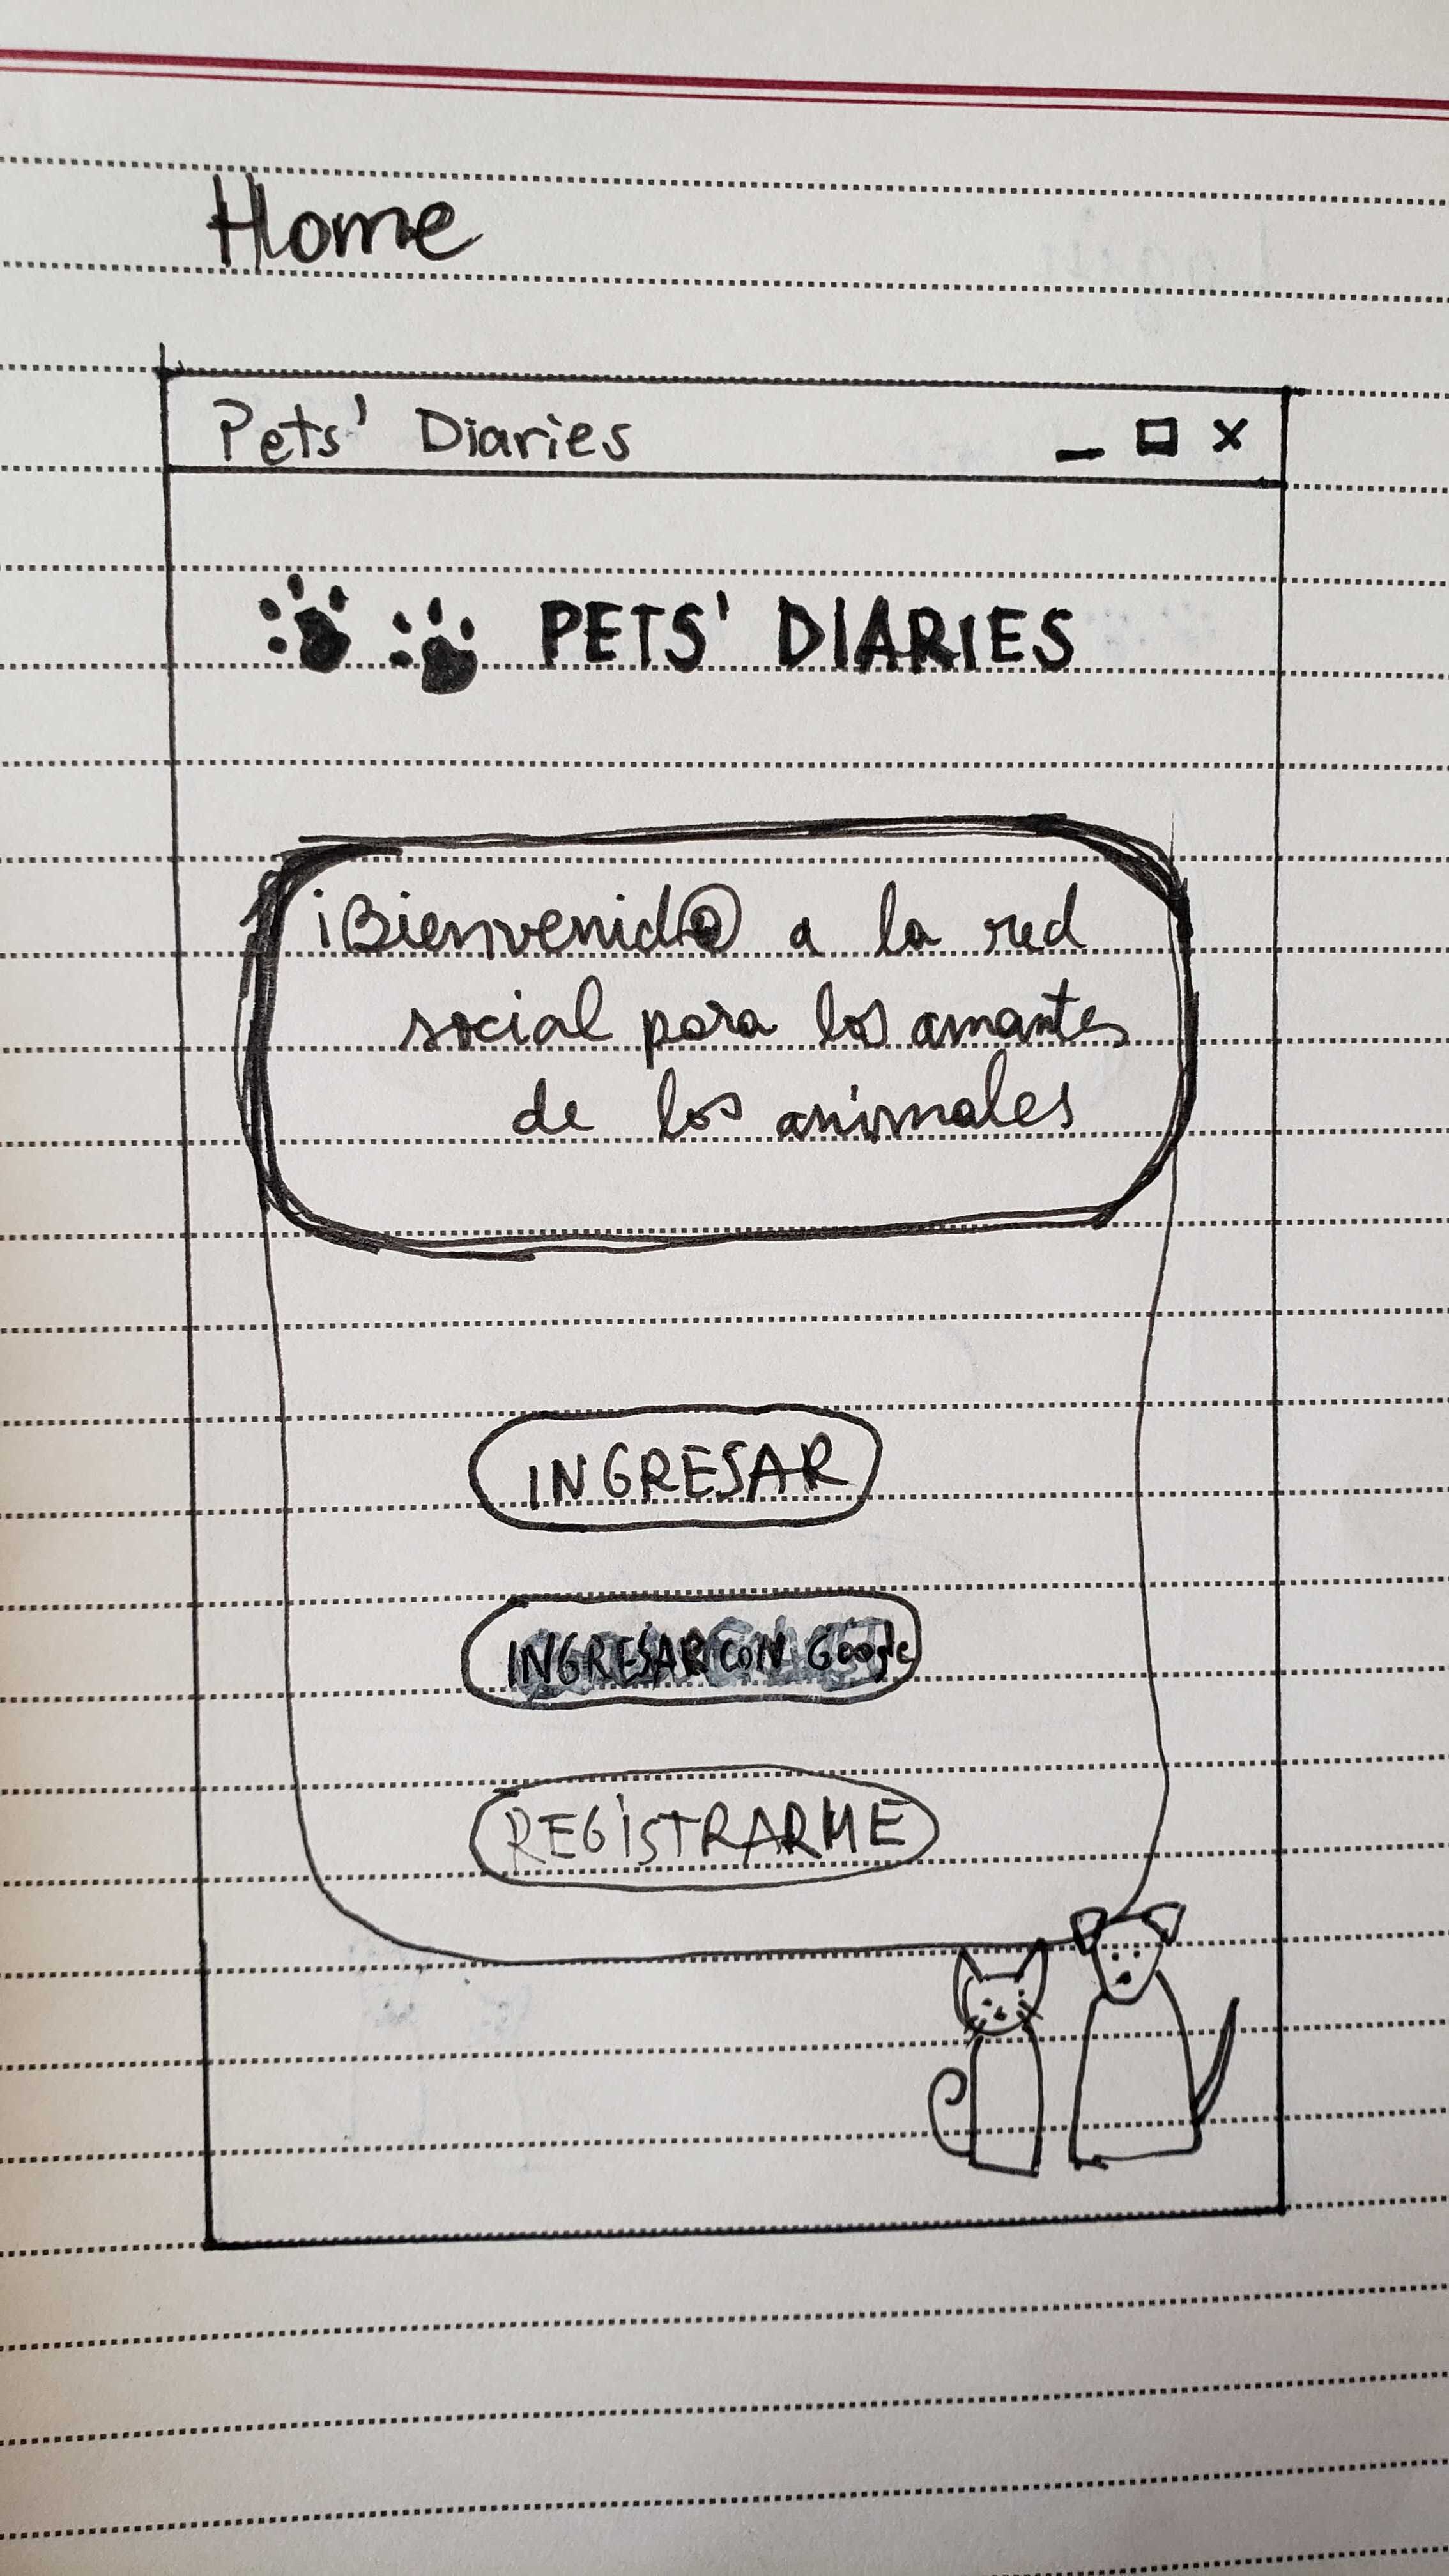 Home
Pets' Diaries
PETS' DIARIES
¡Bienvenid@ a la red
social para los amantes
de los animales
INGRESAR
INGRESAR CON Google
REGISTRARME